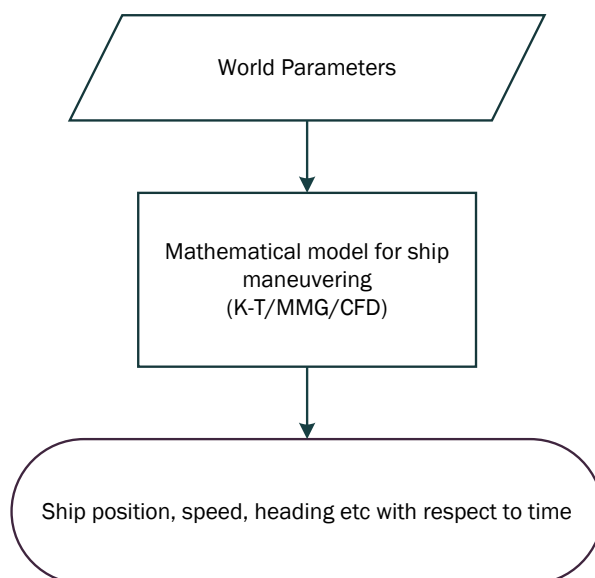 World Parameters
Mathematical model for ship
maneuvering
(K-T/MMG/CFD)
Ship position, speed, heading etc with respect to time